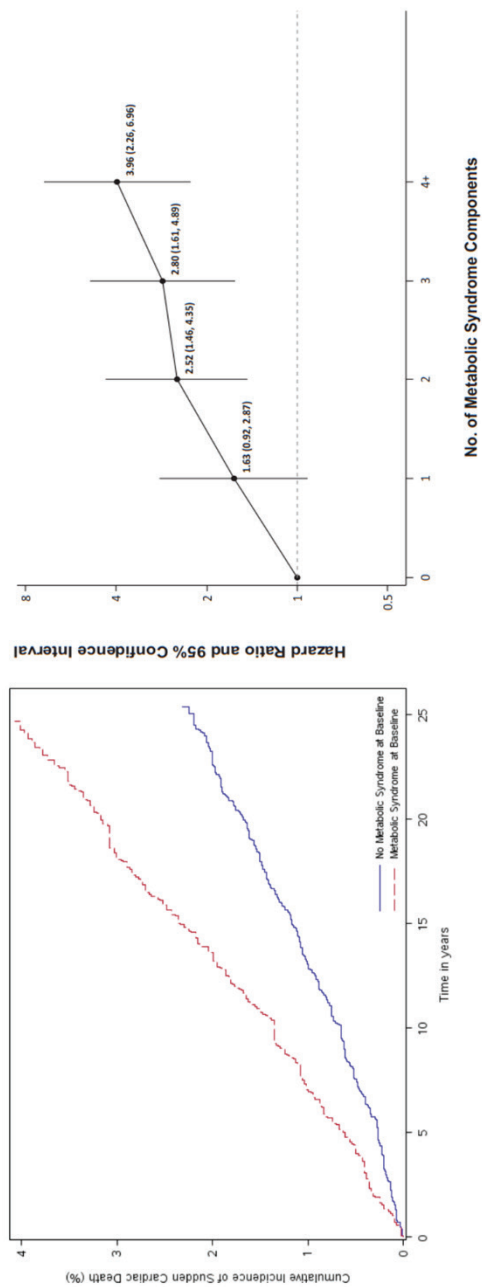 Cumulative Incidence of Sudden Cardiac Death (%)
4
3
2
1
0
0 5 10 15 20 25
Time in years
No Metabolic Syndrome at Baseline
Metabolic Syndrome at Baseline
Hazard Ratio and 95% Confidence Interval
8
4
2
1
0.5
1.63 (0.92, 2.87)
2.52 (1.46, 4.35)
2.80 (1.61, 4.89)
3.96 (2.26, 6.96)
0 1 2 3 4+
No. of Metabolic Syndrome Components